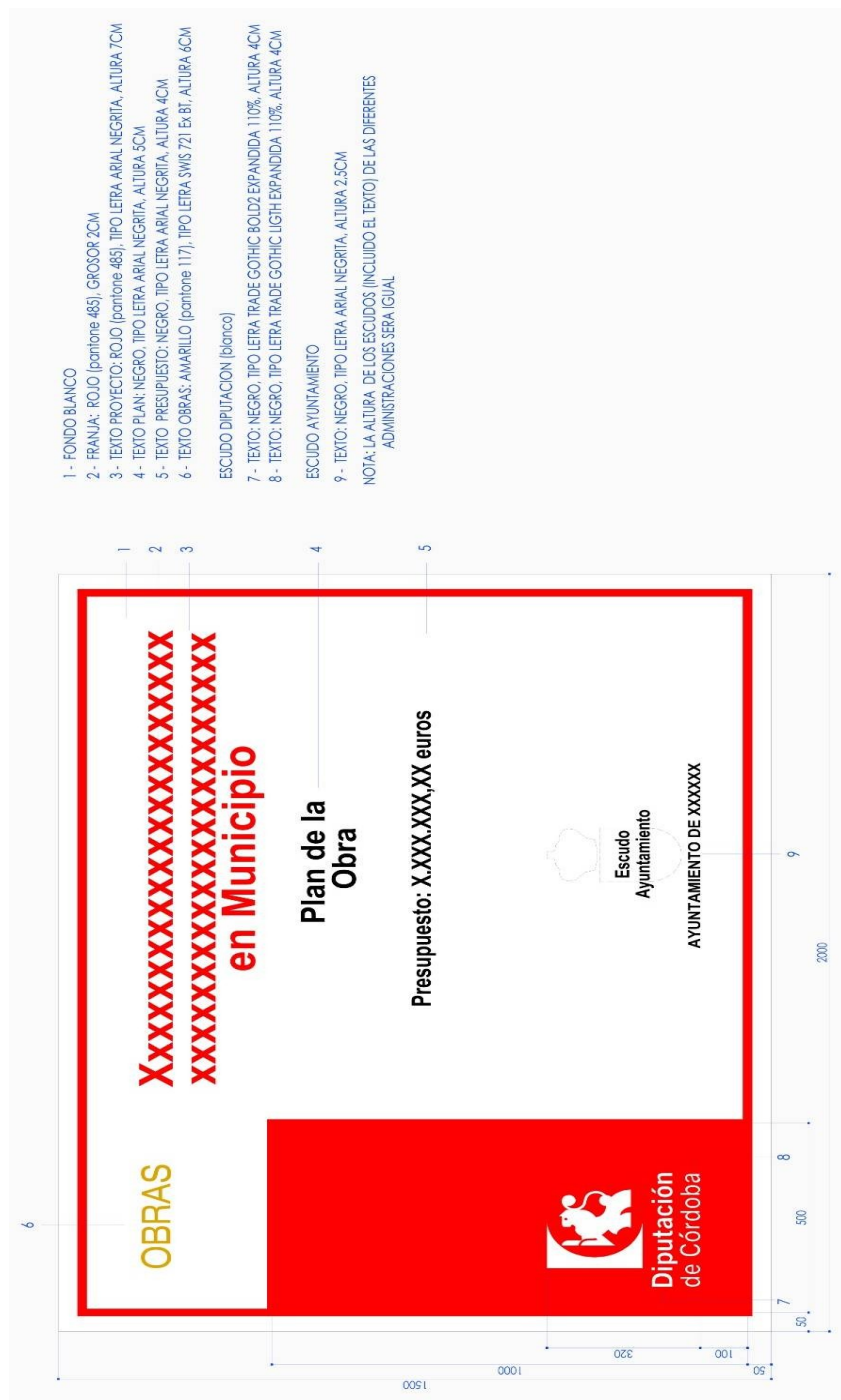 1 - FONDO BLANCO
2 - FRANJA: ROJO (pantone 485), GROSOR 2CM
3 - TEXTO PROYECTO: ROJO (pantone 485), TIPO LETRA ARIAL NEGRITA, ALTURA 7CM
4 - TEXTO PLAN: NEGRO, TIPO LETRA ARIAL NEGRITA, ALTURA 5CM
5 - TEXTO PRESUPUESTO: NEGRO, TIPO LETRA ARIAL NEGRITA, ALTURA 4CM
6 - TEXTO OBRAS: AMARILLO (pantone 117), TIPO LETRA SWIS 721 Ex BT, ALTURA 6CM
ESCUDO DIPUTACION (blanco)
7 - TEXTO: NEGRO, TIPO LETRA TRADE GOTHIC BOLD2 EXPANDIDA 110%, ALTURA 4CM
8 - TEXTO: NEGRO, TIPO LETRA TRADE GOTHIC LIGTH EXPANDIDA 110%, ALTURA 4CM
ESCUDO AYUNTAMIENTO
9 - TEXTO: NEGRO, TIPO LETRA ARIAL NEGRITA, ALTURA 2.5CM
NOTA: LA ALTURA DE LOS ESCUDOS (INCLUIDO EL TEXTO) DE LAS DIFERENTES
ADMINISTRACIONES SERA IGUAL
6
1
2
3
4
5
OBRAS
Xxxxxxxxxxxxxxxxxxxxxxxx
xxxxxxxxxxxxxxxxxxxxxxxx
en Municipio
Plan de la
Obra
Presupuesto: X.XXX.XXX,XX euros
Escudo
Ayuntamiento
AYUNTAMIENTO DE XXXXXX
Diputación
de Córdoba
7
8
9
50
500
2000
1500
1000
320
100
50